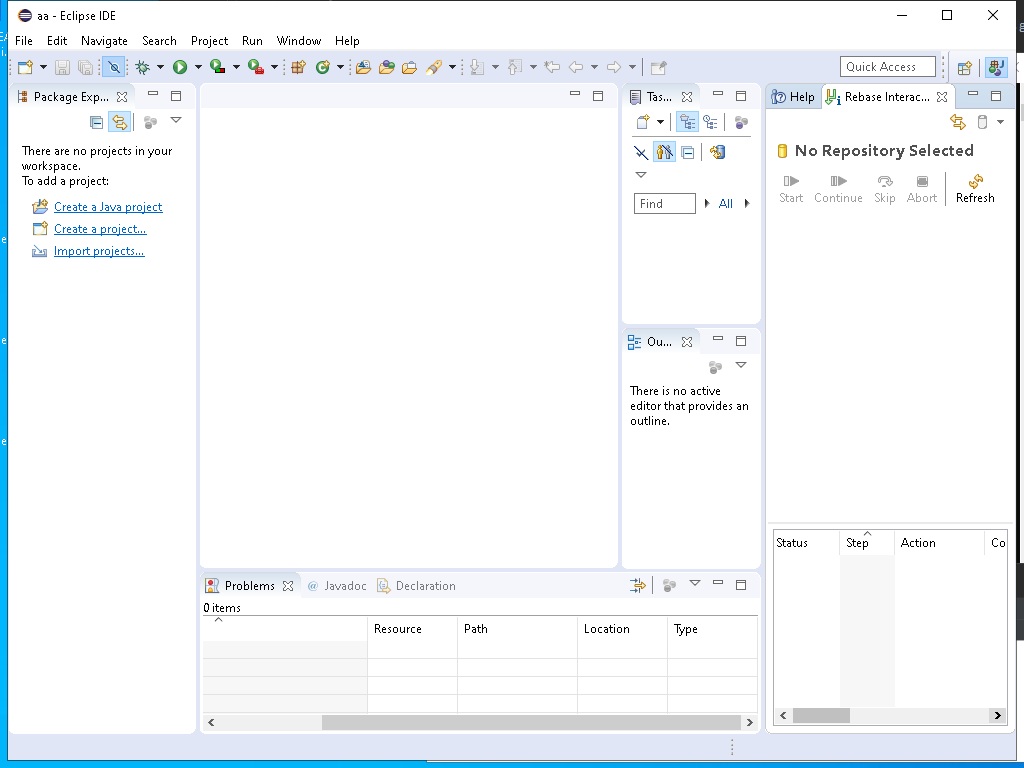 aa - Eclipse IDE
File Edit Navigate Search Project Run Window Help
Quick Access
Package Exp...
There are no projects in your
workspace.
To add a project:
Create a Java project
Create a project...
Import projects...
Tas...
Find
All
Ou...
There is no active
editor that provides an
outline.
Help
Rebase Interac...
No Repository Selected
Start Continue Skip Abort Refresh
Status Step Action Co
Problems @ Javadoc Declaration
0 items
Resource Path Location Type